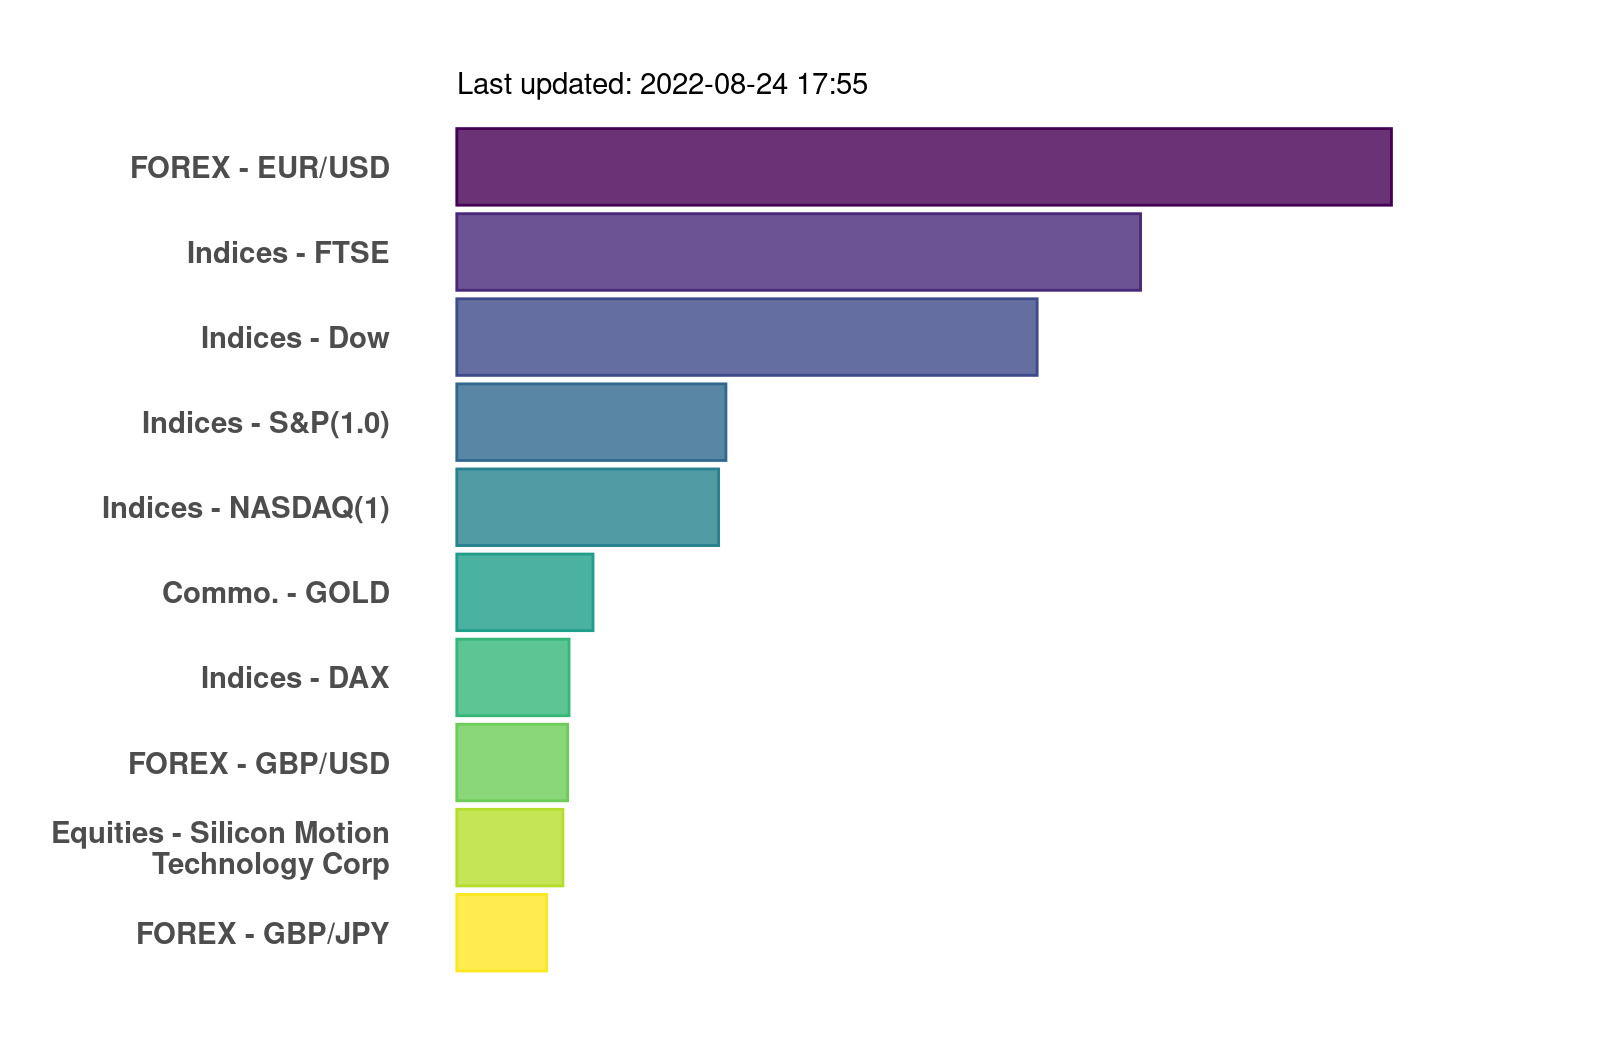 Last updated: 2022-08-24 17:55
FOREX - EUR/USD
Indices - FTSE
Indices - Dow
Indices - S&P(1.0)
Indices - NASDAQ(1)
Commo. - GOLD
Indices - DAX
FOREX - GBP/USD
Equities - Silicon Motion
Technology Corp
FOREX - GBP/JPY